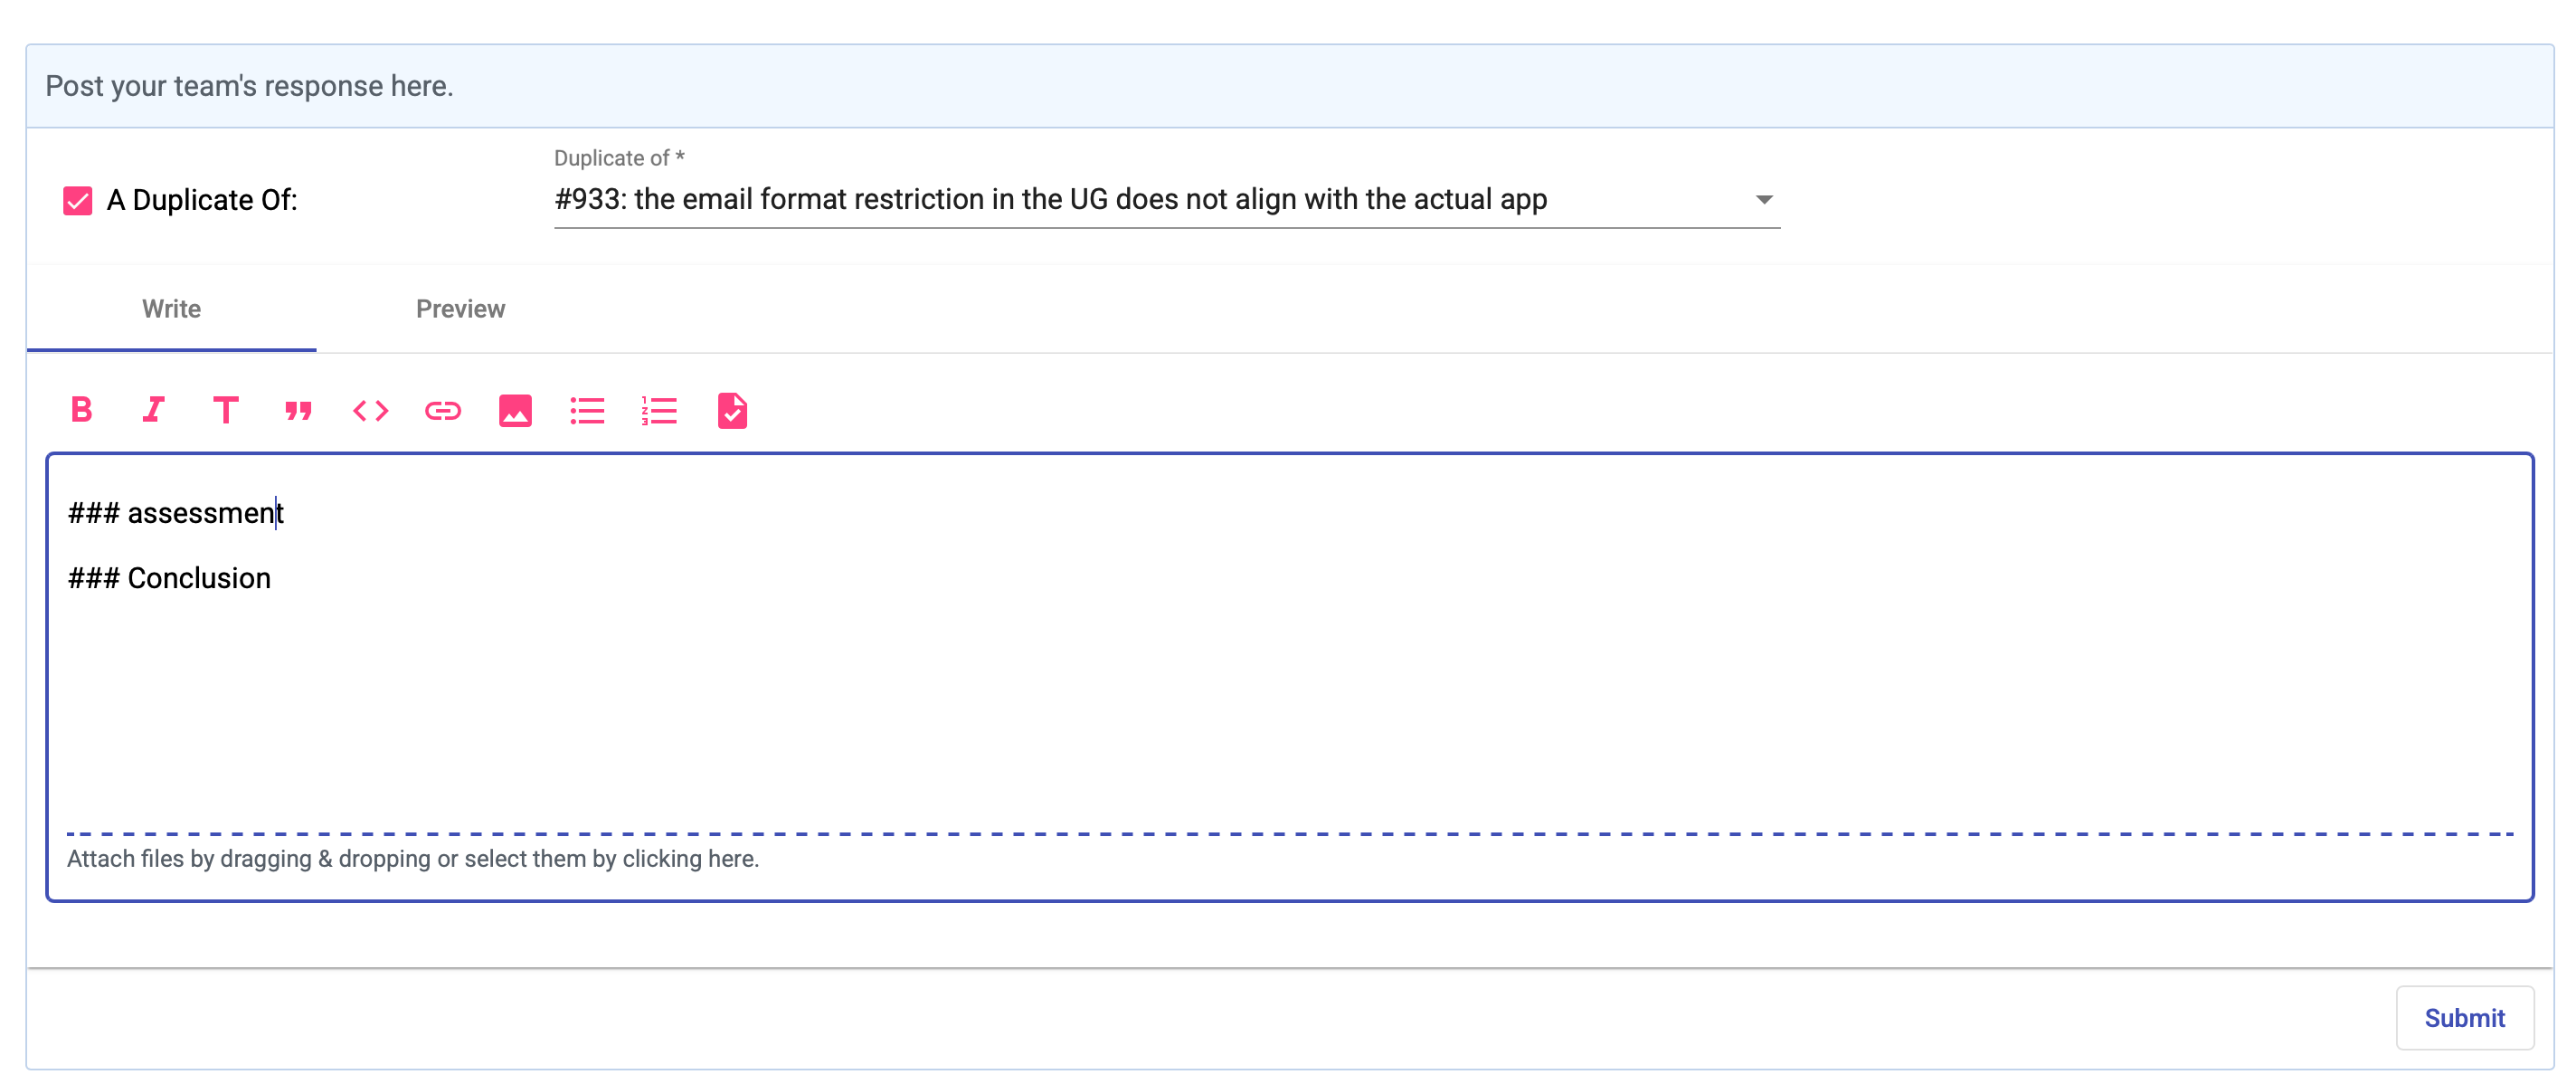 Post your team's response here.
Duplicate of *
A Duplicate Of:
#933: the email format restriction in the UG does not align with the actual app
Write
Preview
### assessment
### Conclusion
Attach files by dragging & dropping or select them by clicking here.
Submit